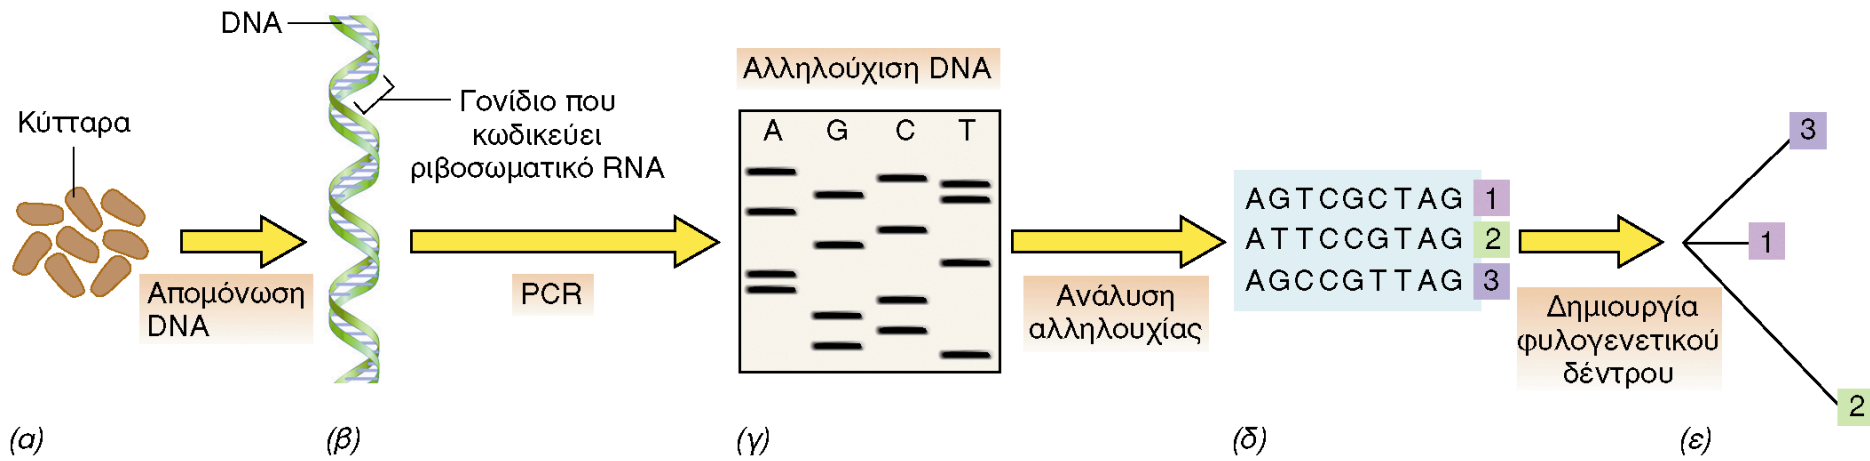 DNA
Κύτταρα
Απομόνωση
DNA
Γονίδιο που
κωδικεύει
ριβοσωματικό RNA
PCR
Αλληλούχιση DNA
A G C T
Ανάλυση
αλληλουχίας
AGTCGCTAG 1
ATTCCGTAG 2
AGCCGTTAG 3
Δημιουργία
φυλογενετικού
δέντρου
3
1
2
(α) (β) (γ) (δ) (ε)